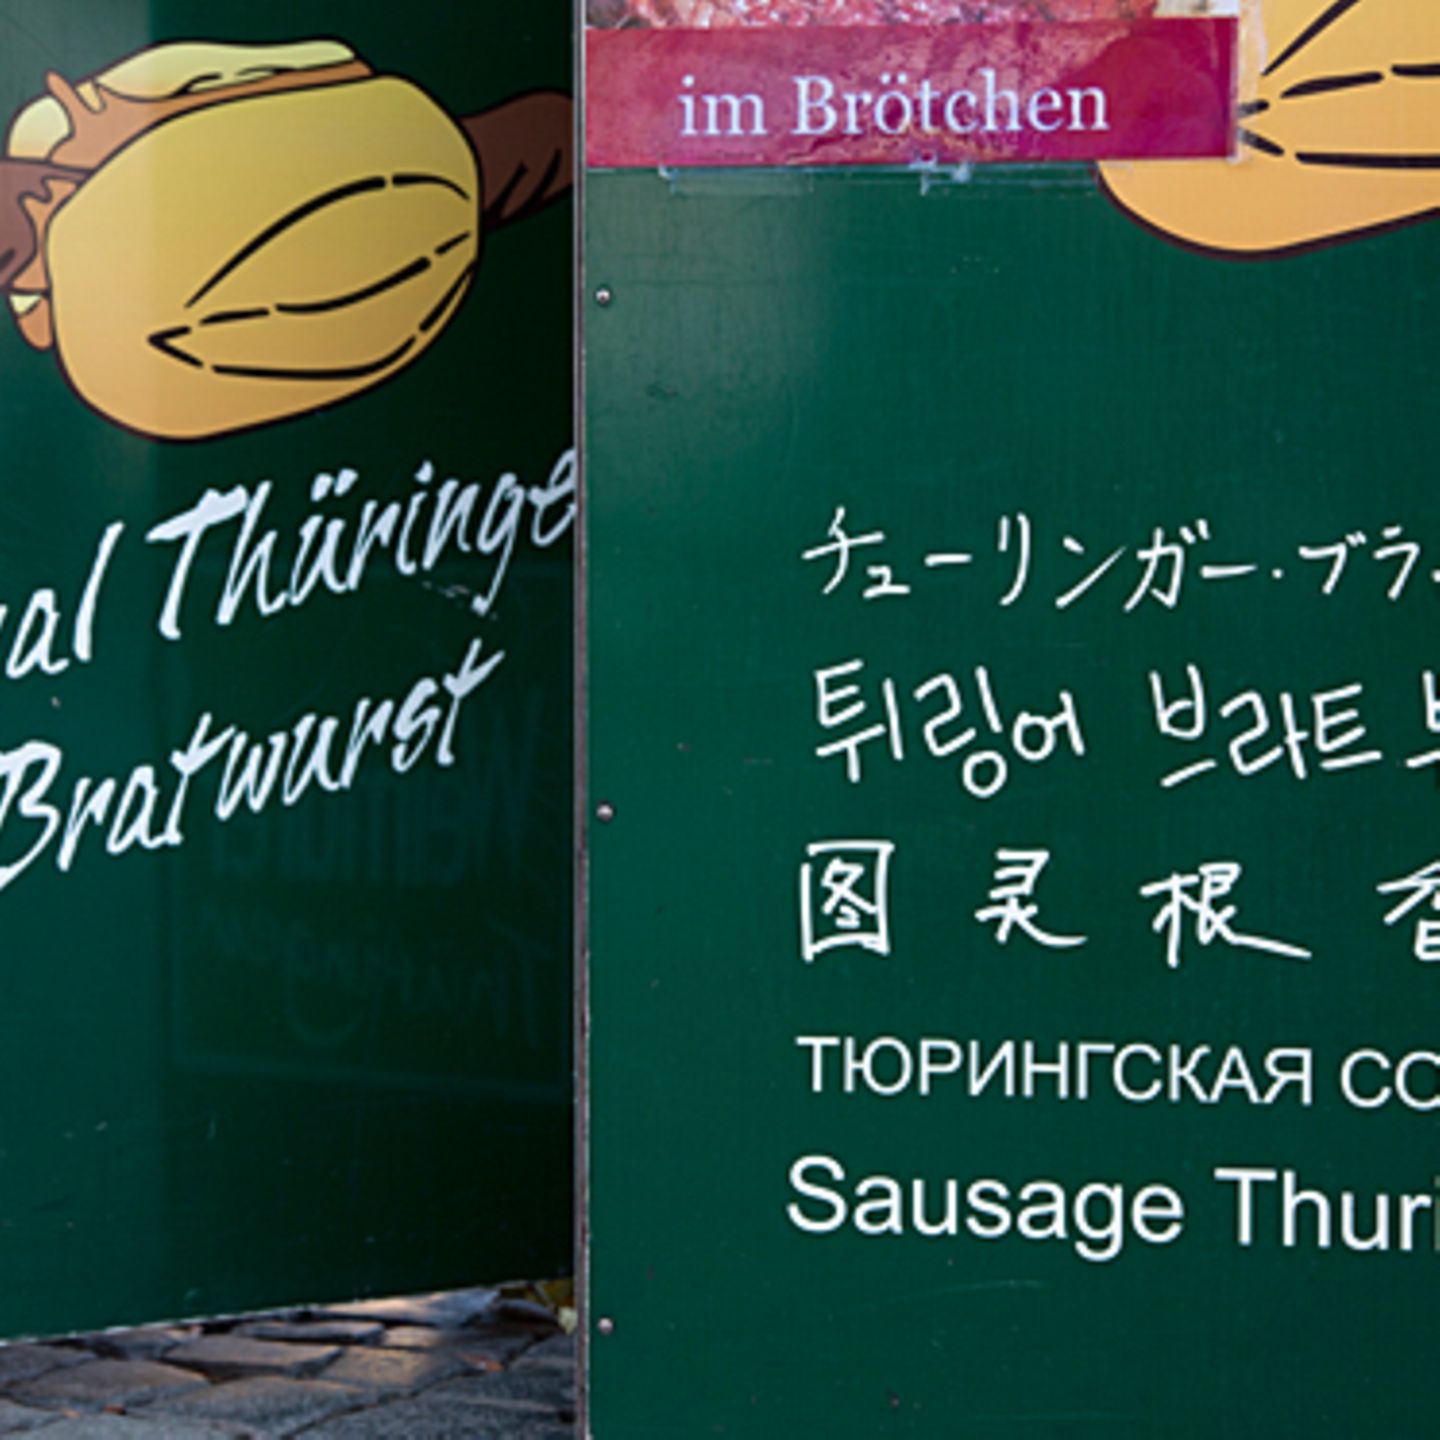 im Brötchen
Thüringe
Bratwurst
チューリンガー・ブラ
튀링어 브라트
图 灵 根 香
ТЮРИНГСКАЯ СО
Sausage Thuri